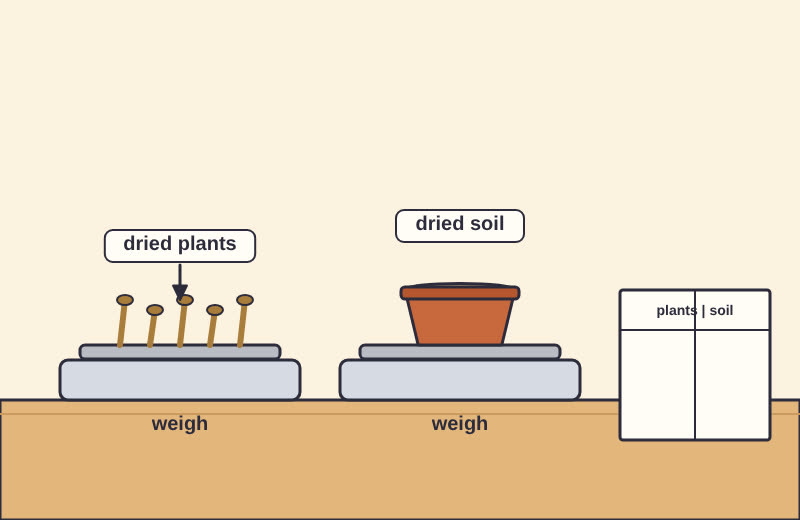 dried plants
dried soil
plants | soil
weigh
weigh